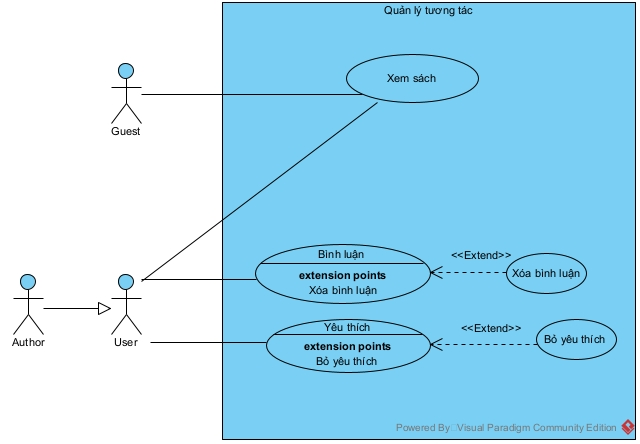 Quản lý tương tác
Xem sách
Guest
Bình luận
extension points
Xóa bình luận
<<Extend>>
Xóa bình luận
Author
User
Yêu thích
extension points
Bỏ yêu thích
<<Extend>>
Bỏ yêu thích
Powered By Visual Paradigm Community Edition